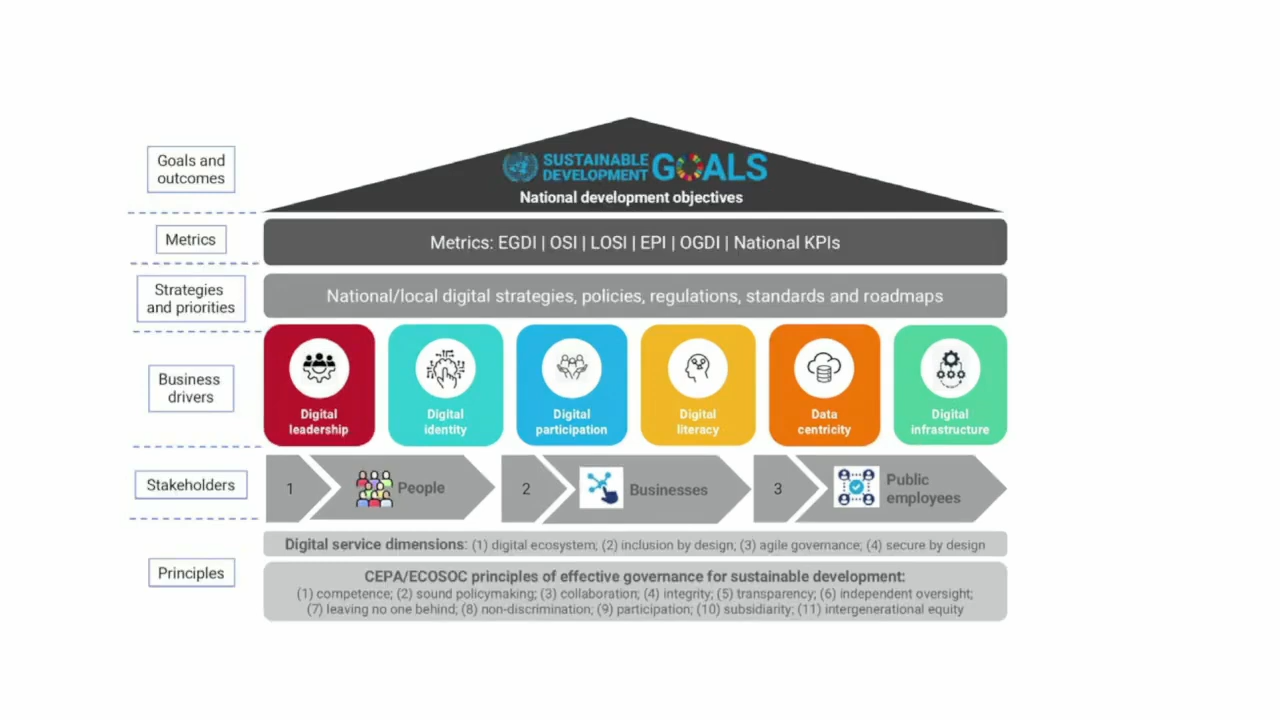 Goals and
outcomes
SUSTAINABLE
DEVELOPMENT
GOALS
National development objectives
Metrics
Metrics: EGDI | OSI | LOSI | EPI | OGDI | National KPIs
Strategies
and priorities
National/local digital strategies, policies, regulations, standards and roadmaps
Business
drivers
Digital
leadership
Digital
identity
Digital
participation
Digital
literacy
Data
centricity
Digital
infrastructure
Stakeholders
1
People
2
Businesses
3
Public
employees
Principles
Digital service dimensions: (1) digital ecosystem; (2) inclusion by design; (3) agile governance; (4) secure by design
CEPA/ECOSOC principles of effective governance for sustainable development:
(1) competence; (2) sound policymaking; (3) collaboration; (4) integrity; (5) transparency; (6) independent oversight;
(7) leaving no one behind; (8) non-discrimination; (9) participation; (10) subsidiarity; (11) intergenerational equity